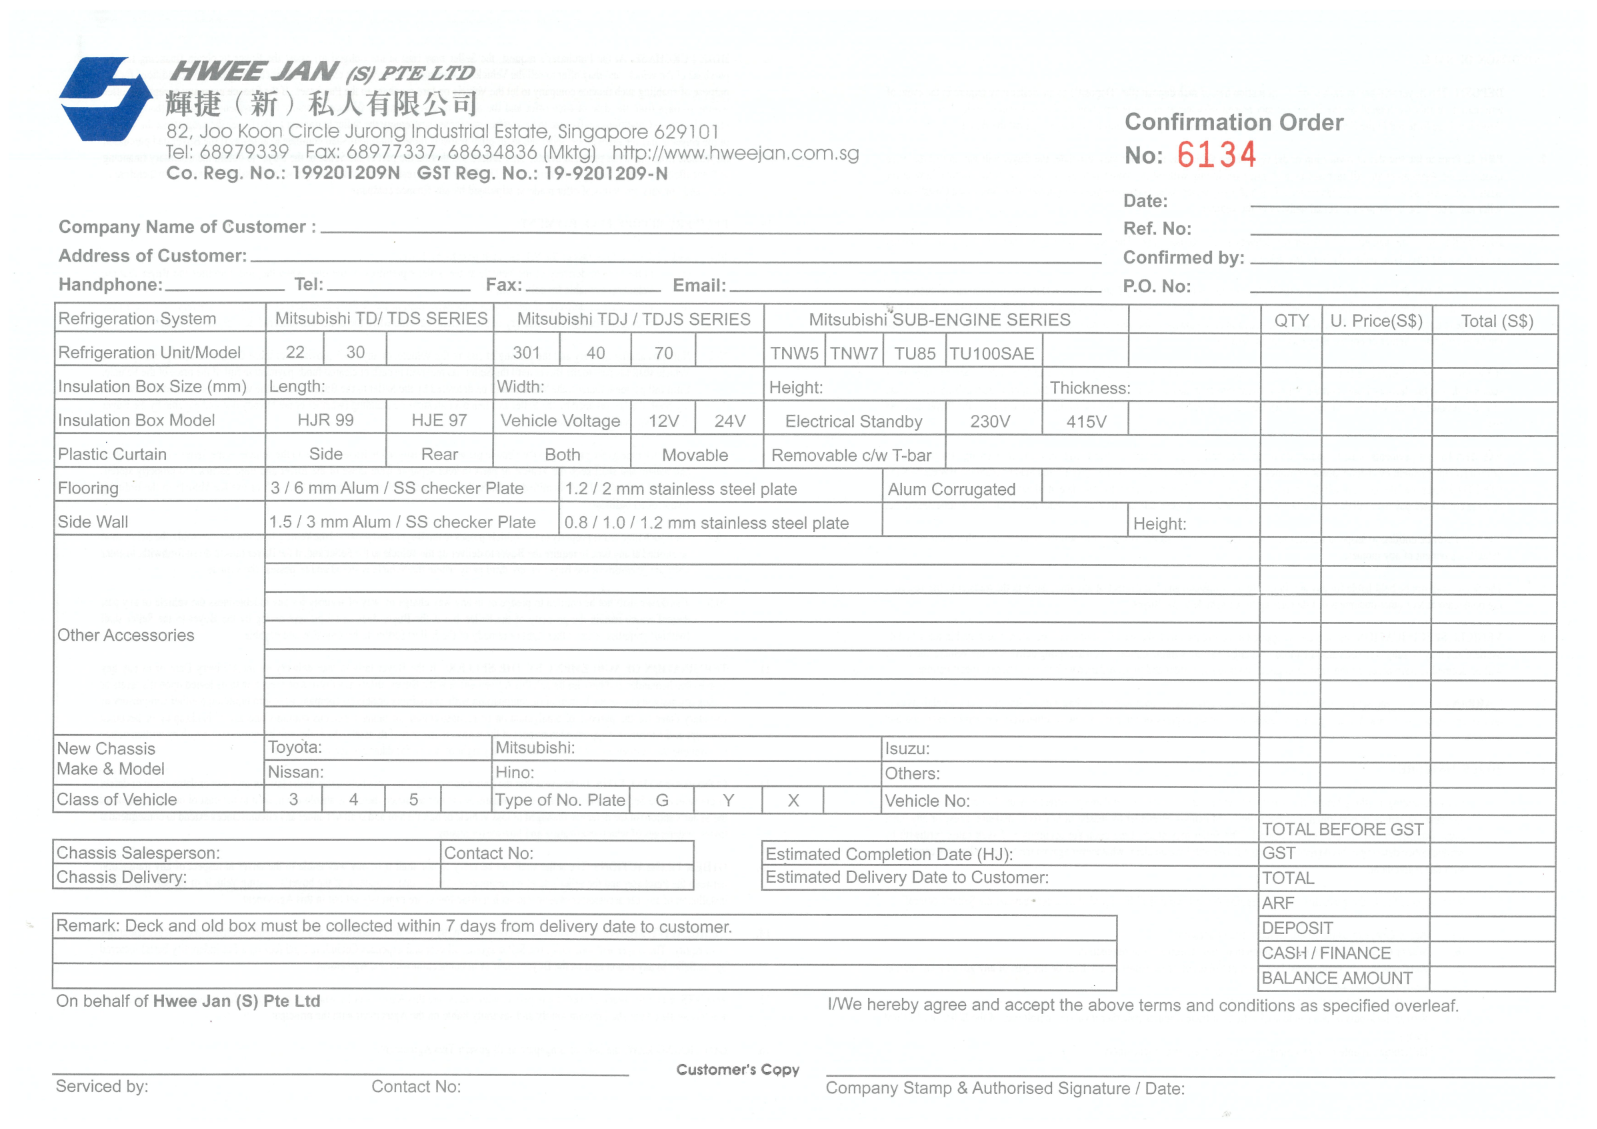 HWEE JAN (S) PTE LTD
輝捷（新）私人有限公司
82, Joo Koon Circle Jurong Industrial Estate, Singapore 629101
Tel: 68979339 Fax: 68977337, 68634836 (Mktg) http://www.hweejan.com.sg
Co. Reg. No.: 199201209N GST Reg. No.: 19-9201209-N
Confirmation Order
No: 6134
Date:
Company Name of Customer :
Ref. No:
Address of Customer:
Confirmed by:
Handphone: Tel: Fax: Email:
P.O. No:
Refrigeration System Mitsubishi TD/ TDS SERIES Mitsubishi TDJ / TDJS SERIES Mitsubishi SUB-ENGINE SERIES QTY U. Price(S$) Total (S$)
Refrigeration Unit/Model 22 30 301 40 70 TNW5 TNW7 TU85 TU100SAE
Insulation Box Size (mm) Length: Width: Height: Thickness:
Insulation Box Model HJR 99 HJE 97 Vehicle Voltage 12V 24V Electrical Standby 230V 415V
Plastic Curtain Side Rear Both Movable Removable c/w T-bar
Flooring 3 / 6 mm Alum / SS checker Plate 1.2 / 2 mm stainless steel plate Alum Corrugated
Side Wall 1.5 / 3 mm Alum / SS checker Plate 0.8 / 1.0 / 1.2 mm stainless steel plate Height:
Other Accessories
New Chassis
Make & Model
Toyota: Mitsubishi: Isuzu:
Nissan: Hino: Others:
Class of Vehicle 3 4 5 Type of No. Plate G Y X Vehicle No:
TOTAL BEFORE GST
Chassis Salesperson: Contact No: Estimated Completion Date (HJ): GST
Chassis Delivery: Estimated Delivery Date to Customer: TOTAL
ARF
Remark: Deck and old box must be collected within 7 days from delivery date to customer. DEPOSIT
CASH / FINANCE
BALANCE AMOUNT
On behalf of Hwee Jan (S) Pte Ltd
I/We hereby agree and accept the above terms and conditions as specified overleaf.
Customer's Copy
Serviced by: Contact No:
Company Stamp & Authorised Signature / Date: